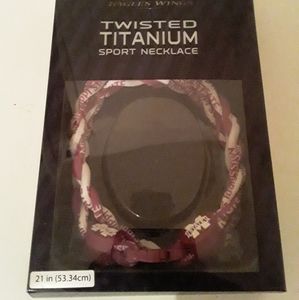 EAGLES WINGS
TWISTED
TITANIUM
SPORT NECKLACE
21 in (53.34cm)